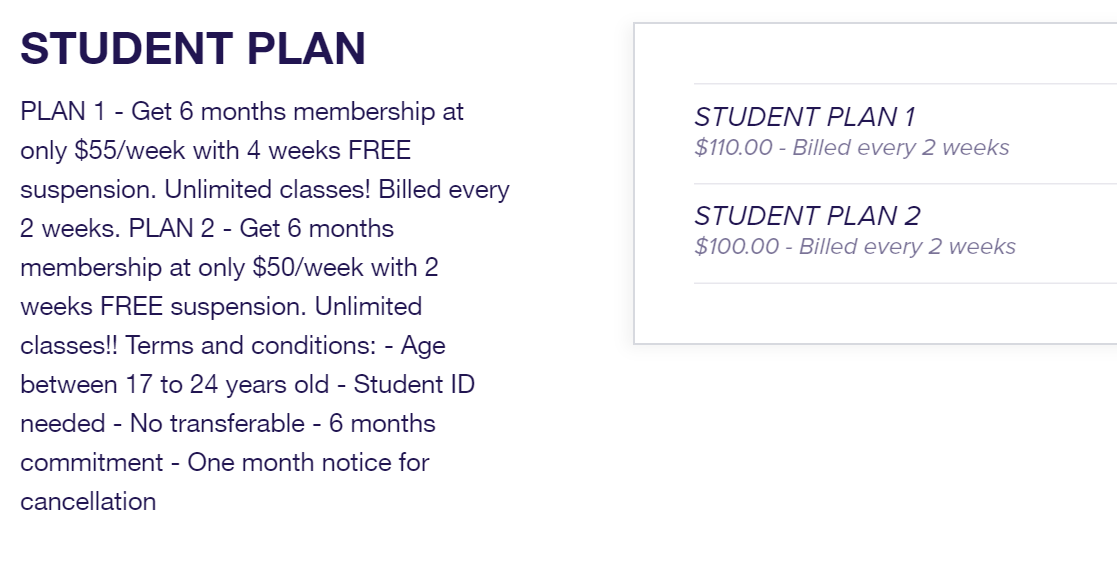 STUDENT PLAN
PLAN 1 - Get 6 months membership at
only $55/week with 4 weeks FREE
suspension. Unlimited classes! Billed every
2 weeks. PLAN 2 - Get 6 months
membership at only $50/week with 2
weeks FREE suspension. Unlimited
classes!! Terms and conditions: - Age
between 17 to 24 years old - Student ID
needed - No transferable - 6 months
commitment - One month notice for
cancellation
STUDENT PLAN 1
$110.00 - Billed every 2 weeks
STUDENT PLAN 2
$100.00 - Billed every 2 weeks